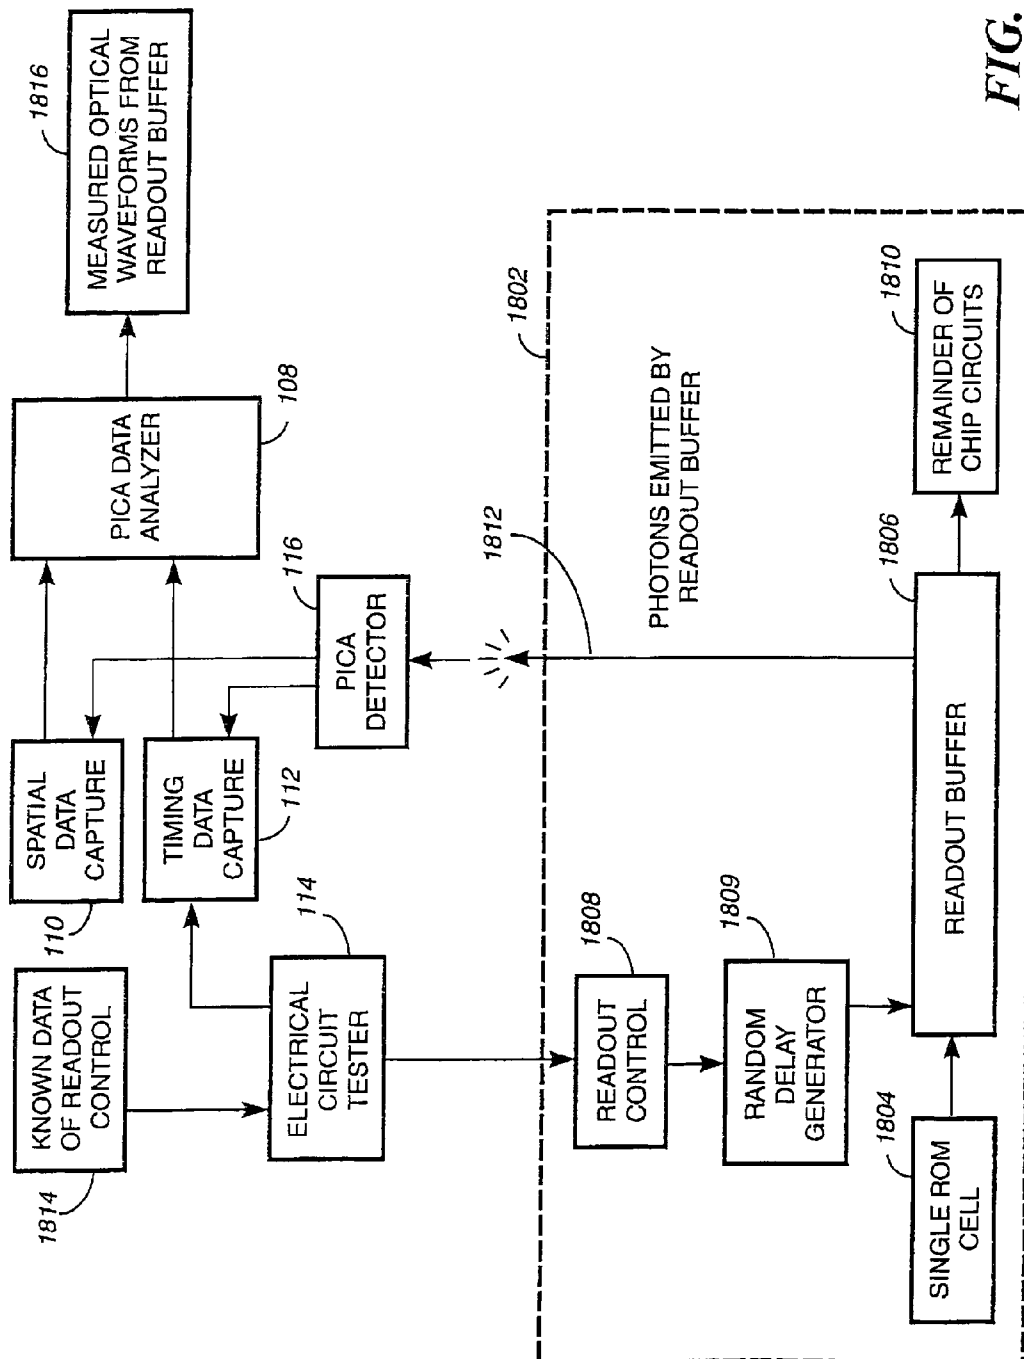 KNOWN DATA
OF READOUT
CONTROL
1814
SPATIAL
DATA
CAPTURE
110
TIMING
DATA
CAPTURE
112
PICA DATA
ANALYZER
108
MEASURED OPTICAL
WAVEFORMS FROM
READOUT BUFFER
1816
ELECTRICAL
CIRCUIT
TESTER
114
PICA
DETECTOR
116
1812
1802
READOUT
CONTROL
1808
PHOTONS EMITTED BY
READOUT BUFFER
RANDOM
DELAY
GENERATOR
1809
SINGLE ROM
CELL
1804
READOUT BUFFER
1806
REMAINDER OF
CHIP CIRCUITS
1810
FIG.